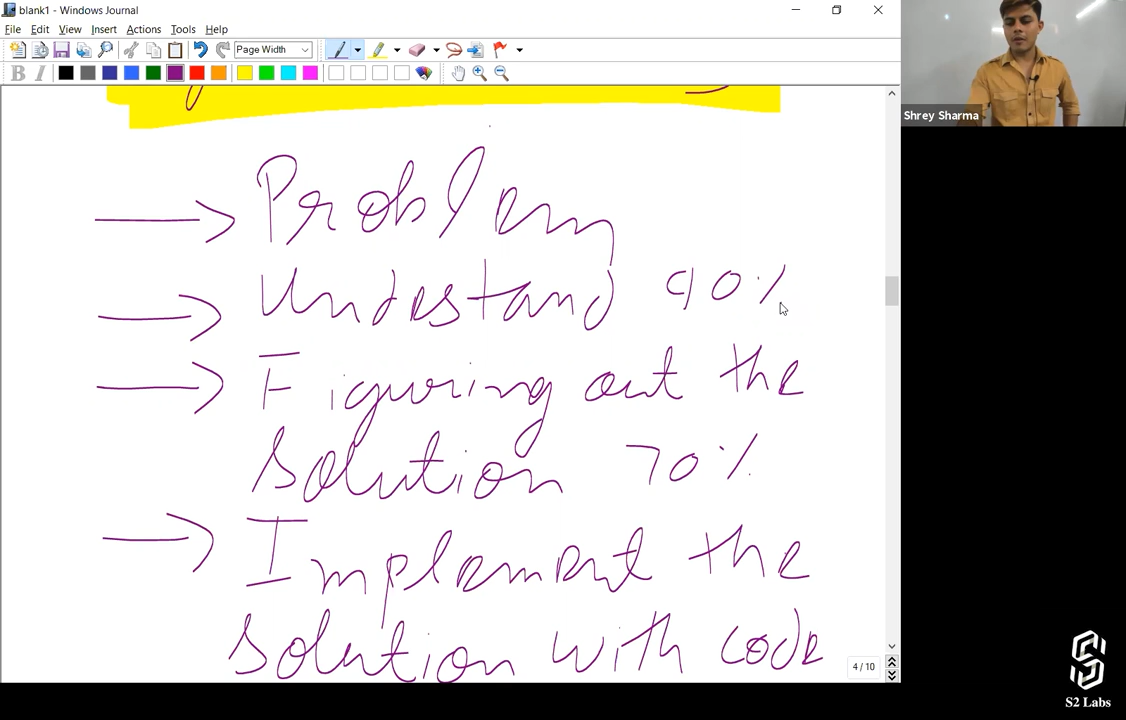 blank1 - Windows Journal
File Edit View Insert Actions Tools Help
Page Width
B I
Shrey Sharma
Problem
Undestand 90%
Figuring out the
solution 70%
Implement the
solution with code
4 / 10
S2 Labs